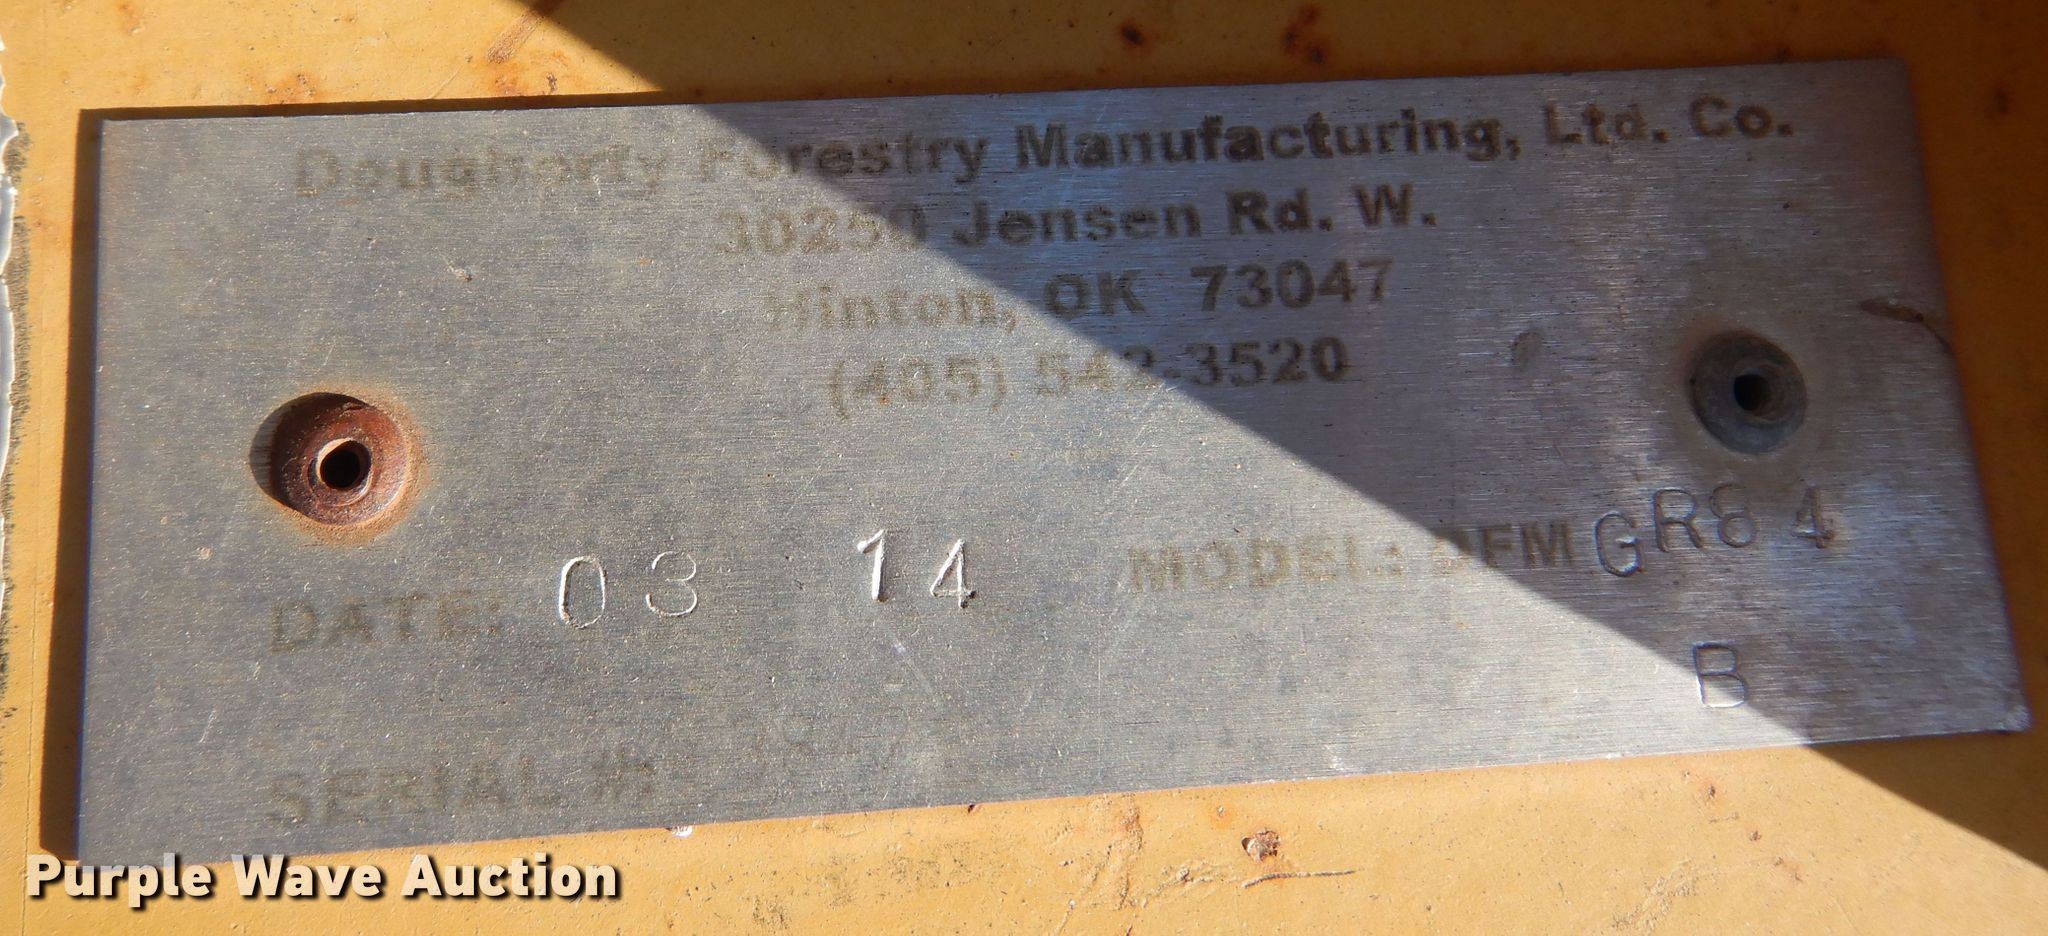 Dougherty Forestry Manufacturing, Ltd. Co.
30250 Jensen Rd. W.
Hinton, OK 73047
(405) 542-3520
DATE: 03 14 MODEL: DFM GR84
B
SERIAL #:
Purple Wave Auction